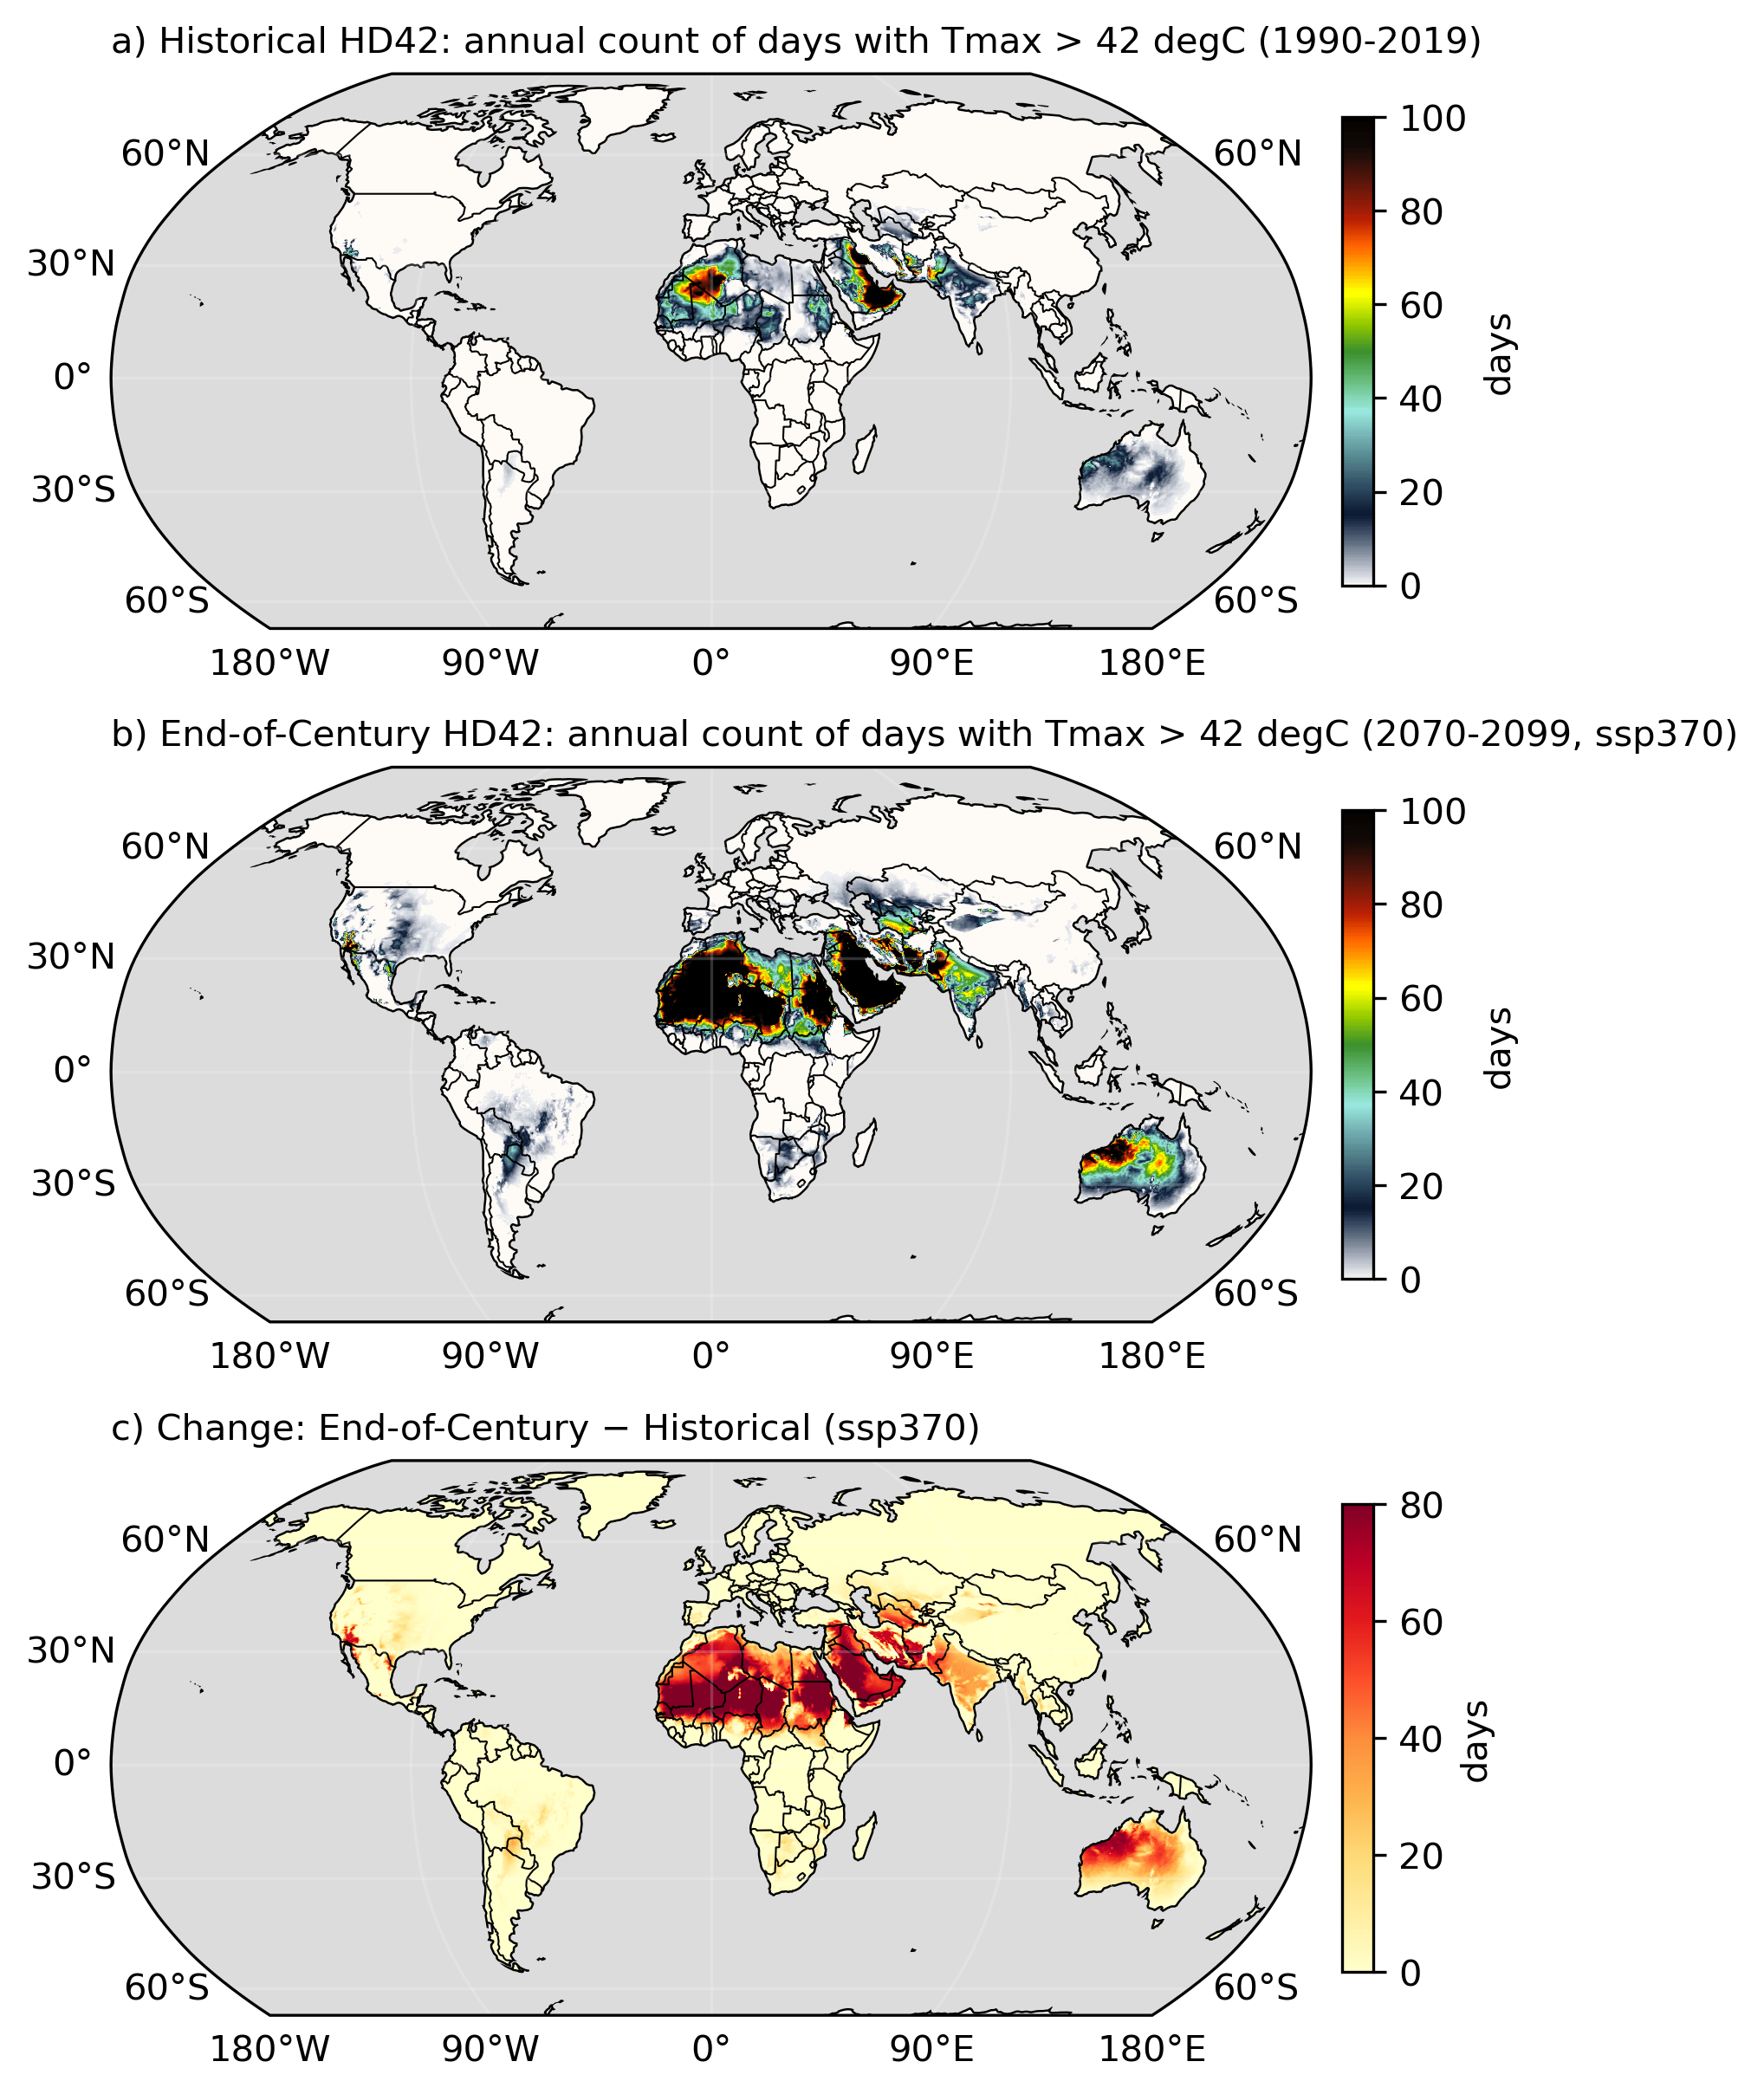 a) Historical HD42: annual count of days with Tmax > 42 degC (1990-2019)
60°N 60°N
30°N
0°
30°S
60°S 60°S
180°W 90°W 0° 90°E 180°E
100
80
60
40
20
0
days
b) End-of-Century HD42: annual count of days with Tmax > 42 degC (2070-2099, ssp370)
60°N 60°N
30°N
0°
30°S
60°S 60°S
180°W 90°W 0° 90°E 180°E
100
80
60
40
20
0
days
c) Change: End-of-Century − Historical (ssp370)
60°N 60°N
30°N
0°
30°S
60°S 60°S
180°W 90°W 0° 90°E 180°E
80
60
40
20
0
days